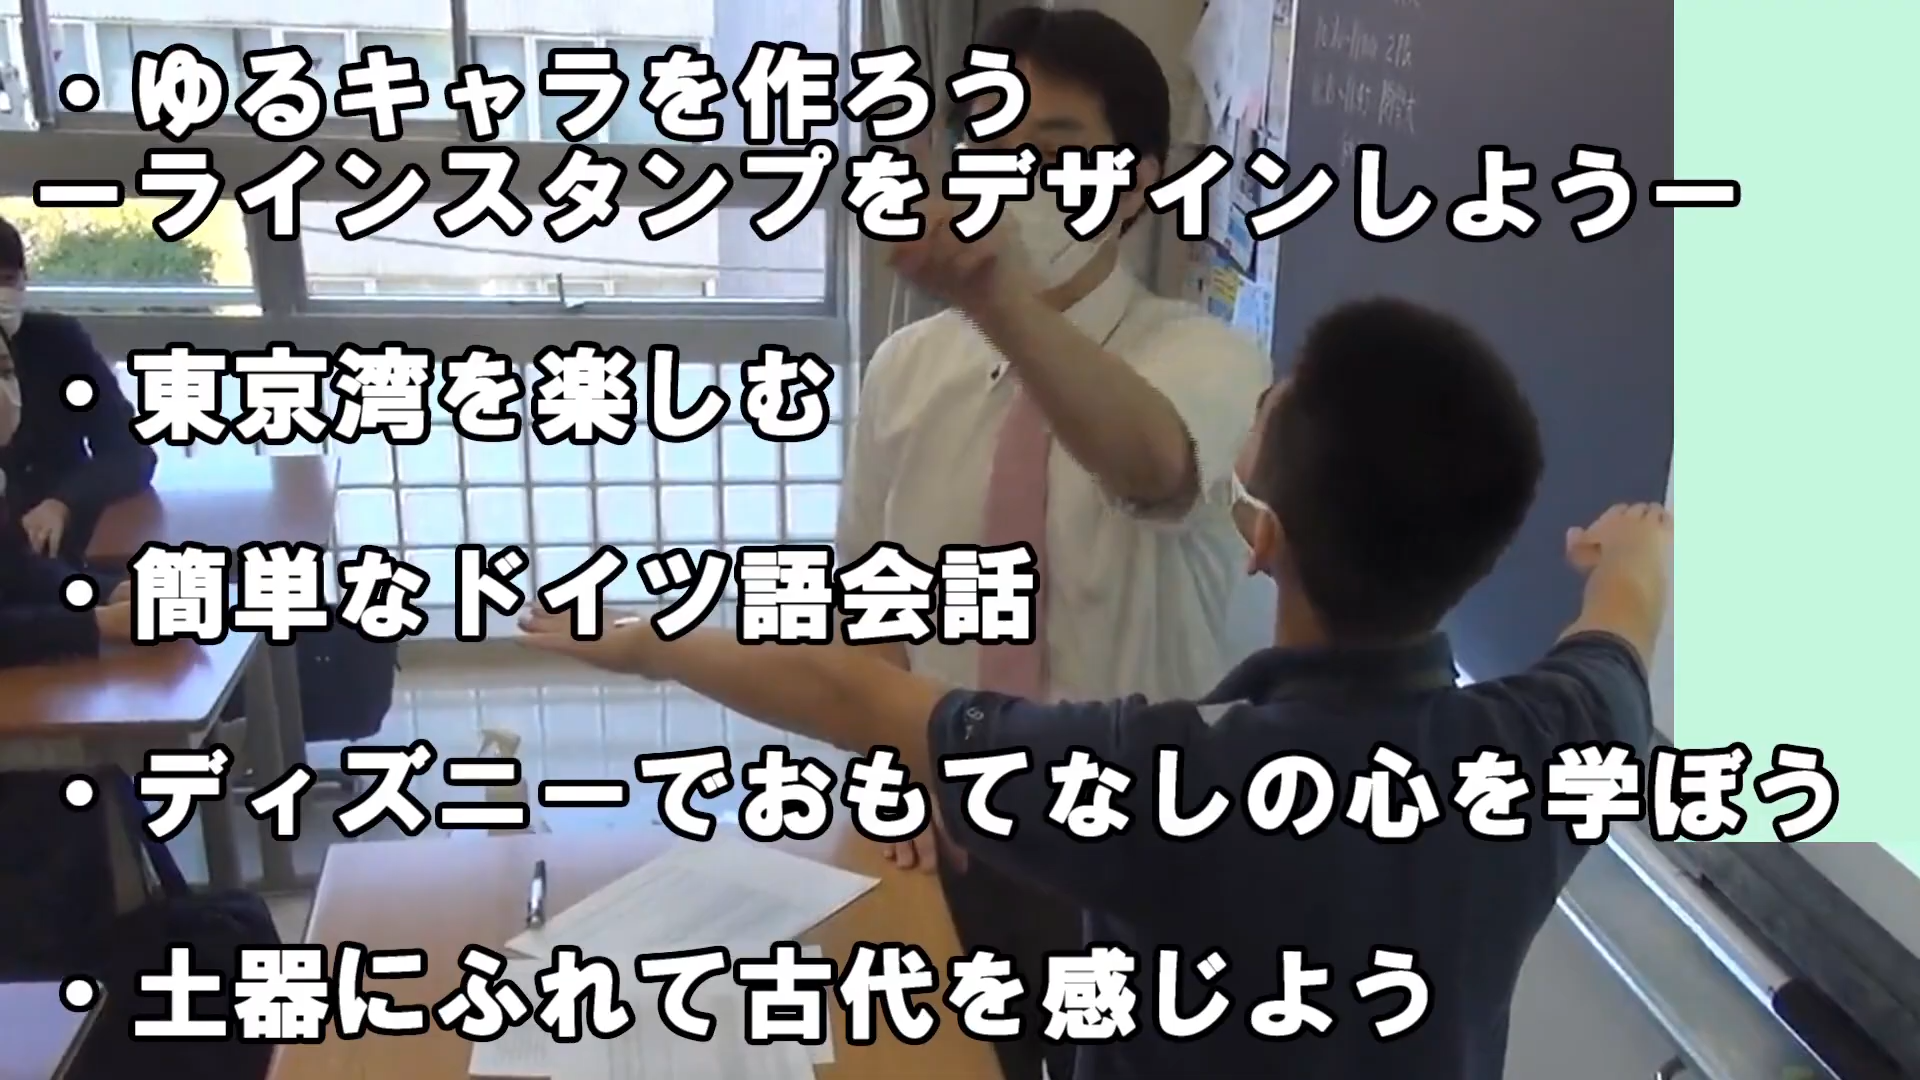 ・ゆるキャラを作ろう
ーラインスタンプをデザインしようー
・東京湾を楽しむ
・簡単なドイツ語会話
・ディズニーでおもてなしの心を学ぼう
・土器にふれて古代を感じよう